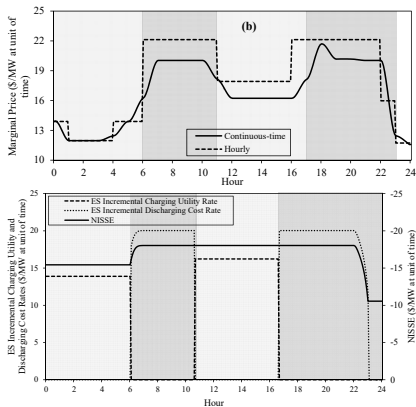 (b)
Marginal Price ($/MW at unit of
time)
25
22
19
16
13
10
Continuous-time
Hourly
0 2 4 6 8 10 12 14 16 18 20 22 24
Hour
ES Incremental Charging Utility and
Discharging Cost Rates ($/MW at unit of time)
25
20
15
10
5
0
ES Incremental Charging Utility Rate
ES Incremental Discharging Cost Rate
NISSE
-25
-20
-15
-10
-5
0
NISSE ($/MW at unit of time)
0 2 4 6 8 10 12 14 16 18 20 22 24
Hour